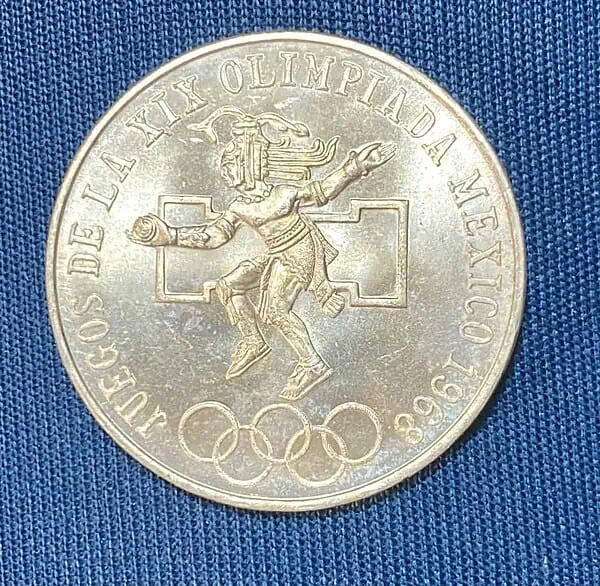 JUEGOS DE LA XIX OLIMPIADA MEXICO 1968